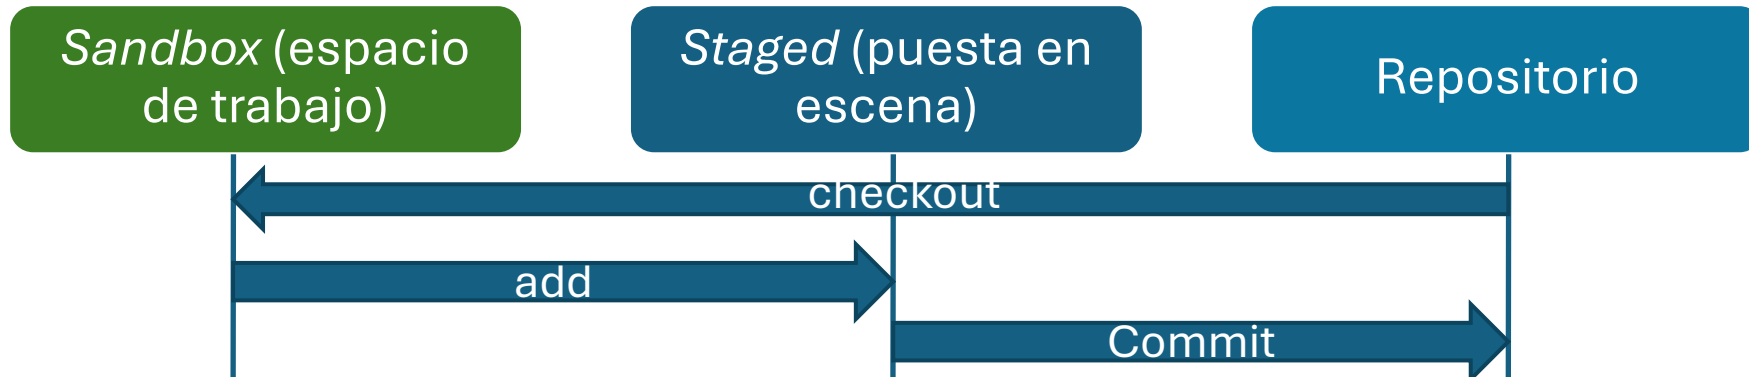 Sandbox (espacio
de trabajo)
Staged (puesta en
escena)
Repositorio
checkout
add
Commit